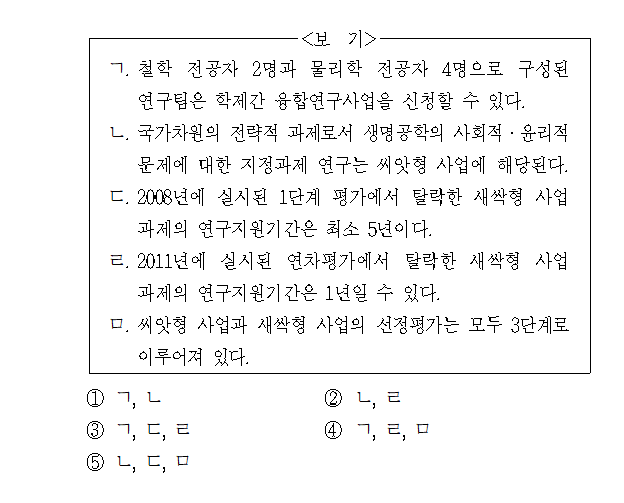 <보 기>
ㄱ. 철학 전공자 2명과 물리학 전공자 4명으로 구성된
연구팀은 학제간 융합연구사업을 신청할 수 있다.
ㄴ. 국가차원의 전략적 과제로서 생명공학의 사회적·윤리적
문제에 대한 지정과제 연구는 씨앗형 사업에 해당된다.
ㄷ. 2008년에 실시된 1단계 평가에서 탈락한 새싹형 사업
과제의 연구지원기간은 최소 5년이다.
ㄹ. 2011년에 실시된 연차평가에서 탈락한 새싹형 사업
과제의 연구지원기간은 1년일 수 있다.
ㅁ. 씨앗형 사업과 새싹형 사업의 선정평가는 모두 3단계로
이루어져 있다.
① ㄱ, ㄴ ② ㄴ, ㄹ
③ ㄱ, ㄷ, ㄹ ④ ㄱ, ㄹ, ㅁ
⑤ ㄴ, ㄷ, ㅁ